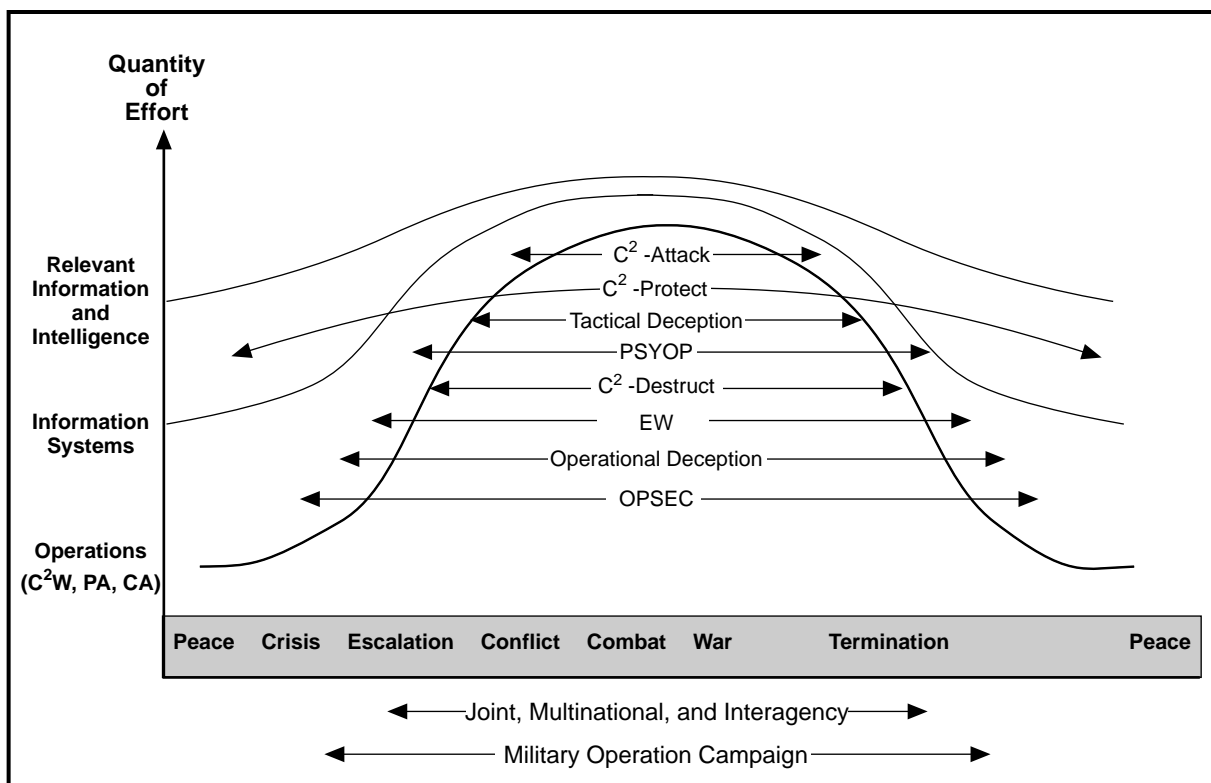 Quantity
of
Effort
Relevant
Information
and
Intelligence
Information
Systems
Operations
(C²W, PA, CA)
C² -Attack
C² -Protect
Tactical Deception
PSYOP
C² -Destruct
EW
Operational Deception
OPSEC
Peace Crisis Escalation Conflict Combat War Termination Peace
Joint, Multinational, and Interagency
Military Operation Campaign